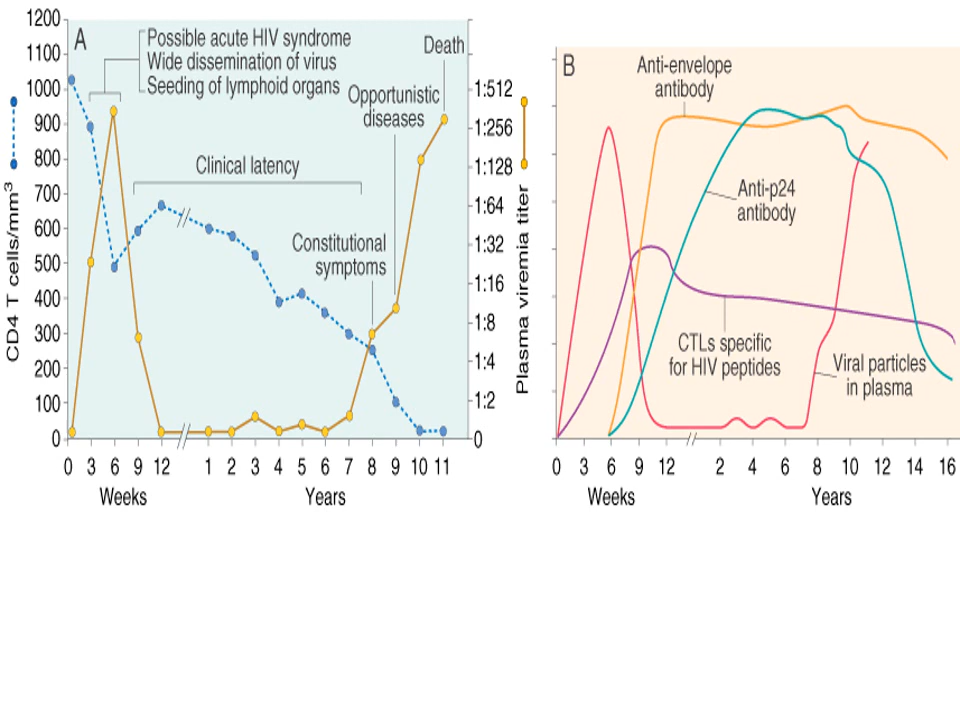 A
1200
1100
1000
900
800
700
600
500
400
300
200
100
0
CD4 T cells/mm³
Possible acute HIV syndrome
Wide dissemination of virus
Seeding of lymphoid organs
Death
Opportunistic
diseases
Clinical latency
Constitutional
symptoms
1:512
1:256
1:128
1:64
1:32
1:16
1:8
1:4
1:2
0
Plasma viremia titer
0 3 6 9 12 1 2 3 4 5 6 7 8 9 10 11
Weeks Years
B
Anti-envelope
antibody
Anti-p24
antibody
CTLs specific
for HIV peptides
Viral particles
in plasma
0 3 6 9 12 2 4 6 8 10 12 14 16
Weeks Years